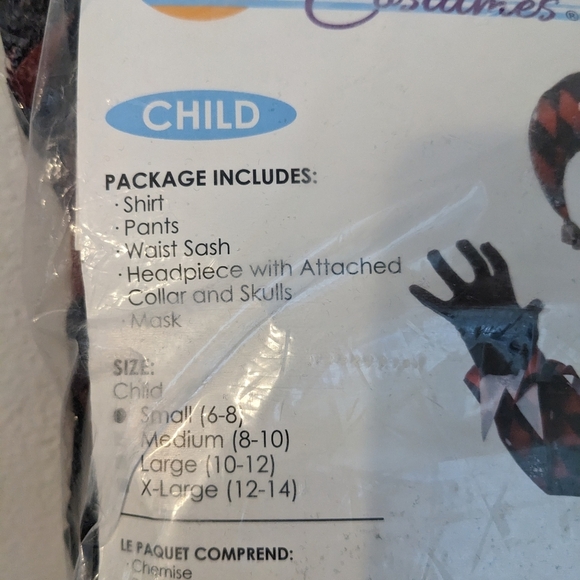 Costumes®
CHILD
PACKAGE INCLUDES:
· Shirt
· Pants
· Waist Sash
· Headpiece with Attached
Collar and Skulls
· Mask
SIZE:
Child
Small (6-8)
Medium (8-10)
Large (10-12)
X-Large (12-14)
LE PAQUET COMPREND:
· Chemise